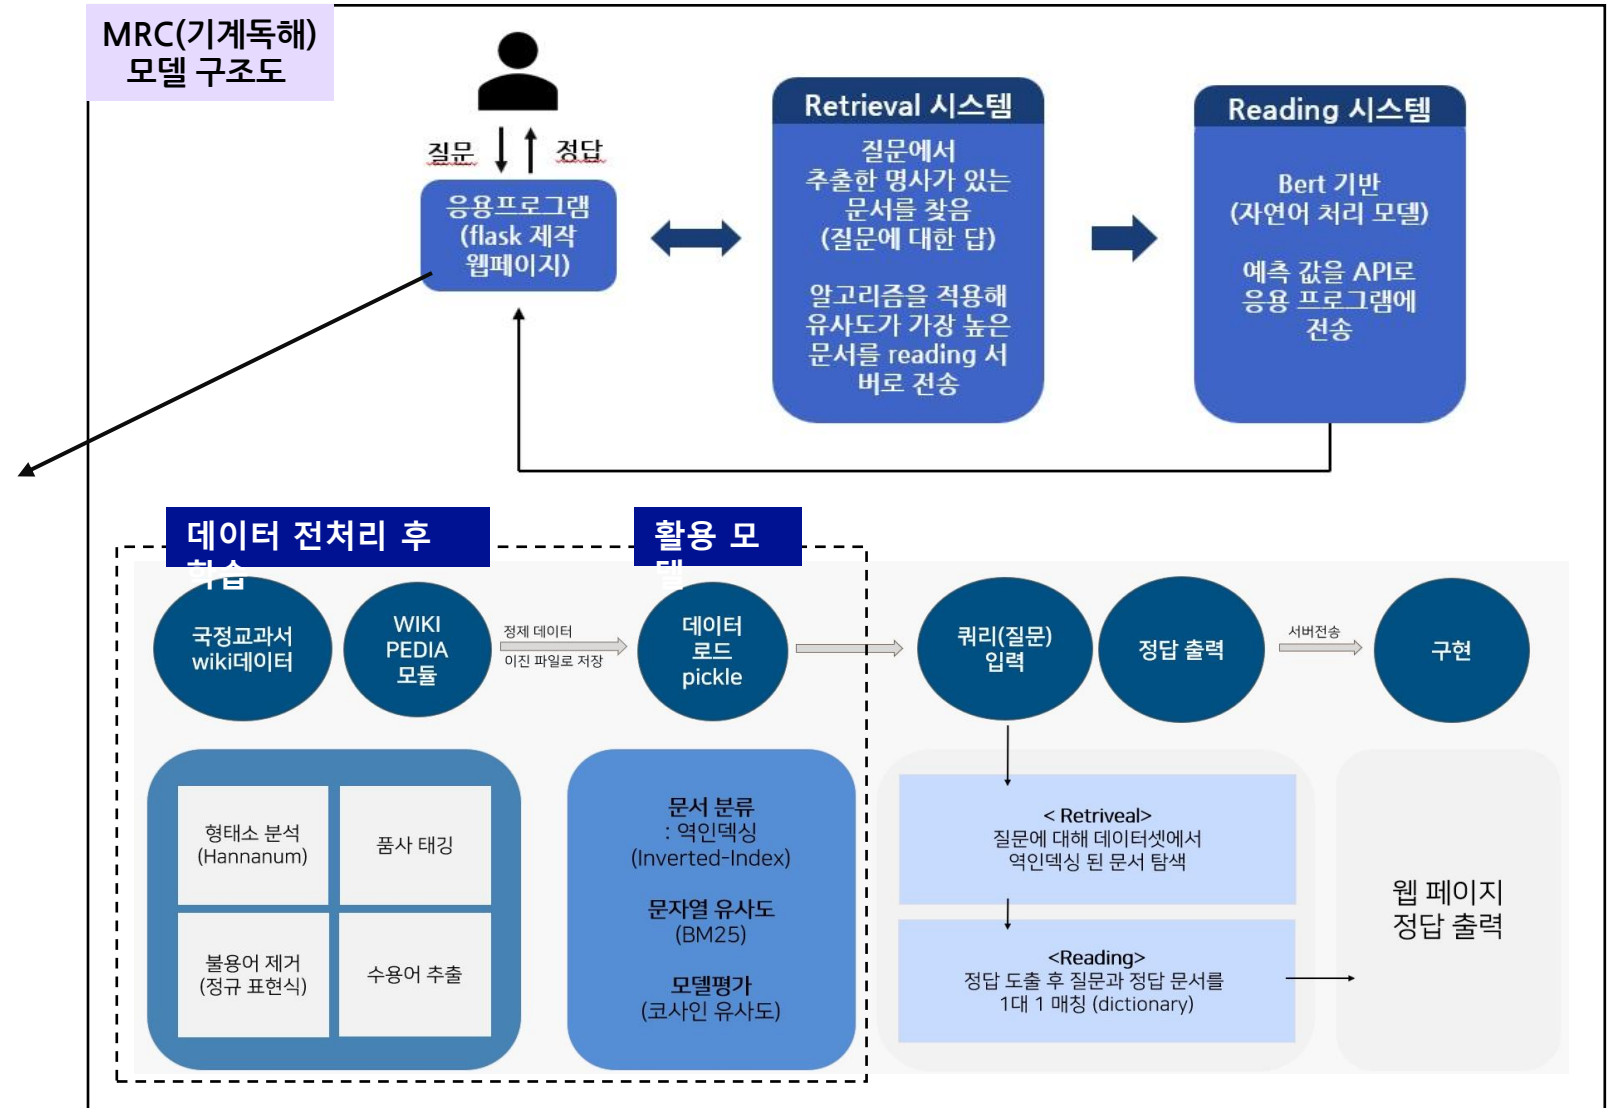 MRC(기계독해)
모델 구조도
질문
정답
응용프로그램
(flask 제작
웹페이지)
Retrieval 시스템
질문에서
추출한 명사가 있는
문서를 찾음
(질문에 대한 답)
알고리즘을 적용해
유사도가 가장 높은
문서를 reading 서
버로 전송
Reading 시스템
Bert 기반
(자연어 처리 모델)
예측 값을 API로
응용 프로그램에
전송
데이터 전처리 후
학습
활용 모
델
국정교과서
wiki데이터
WIKI
PEDIA
모듈
정제 데이터
이진 파일로 저장
데이터
로드
pickle
쿼리(질문)
입력
정답 출력
서버전송
구현
형태소 분석
(Hannanum)
품사 태깅
불용어 제거
(정규 표현식)
수용어 추출
문서 분류
: 역인덱싱
(Inverted-Index)
문자열 유사도
(BM25)
모델평가
(코사인 유사도)
< Retriveal>
질문에 대해 데이터셋에서
역인덱싱 된 문서 탐색
<Reading>
정답 도출 후 질문과 정답 문서를
1대 1 매칭 (dictionary)
웹 페이지
정답 출력